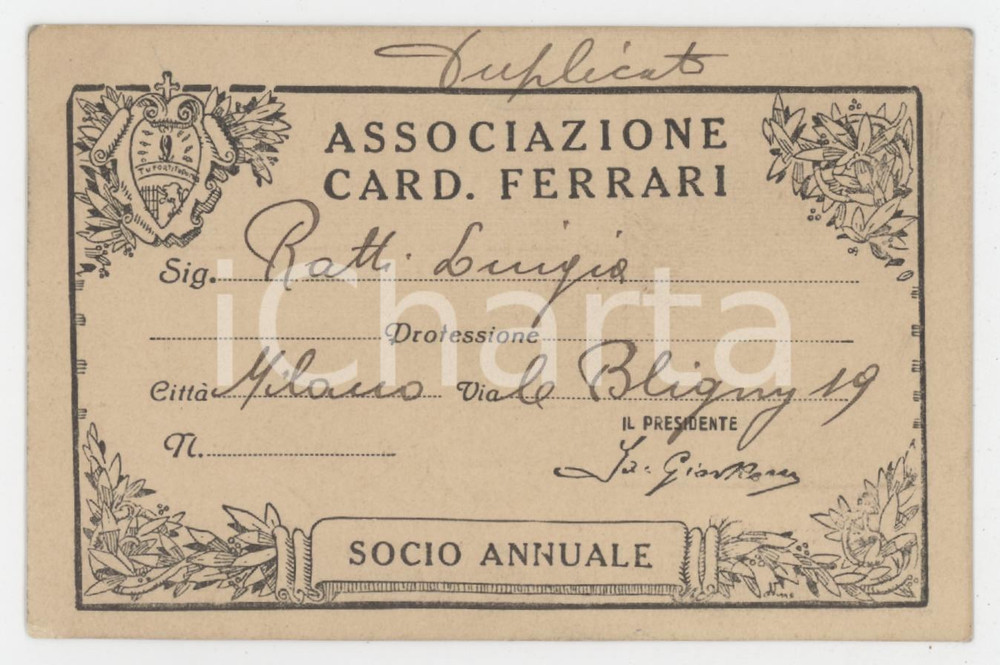 Duplicato
ASSOCIAZIONE
CARD. FERRARI
Sig. Ratti Luigia
Professione
Città Milano Viale Bligny 19
IL PRESIDENTE
N.
SOCIO ANNUALE
iCharta